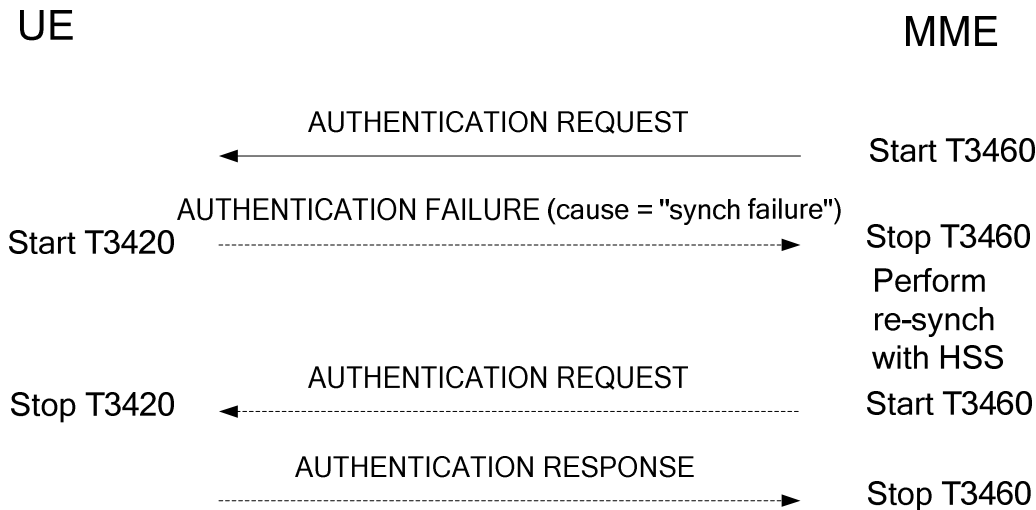 UE
MME
AUTHENTICATION REQUEST
Start T3460
AUTHENTICATION FAILURE (cause = "synch failure")
Start T3420
Stop T3460
Perform
re-synch
with HSS
AUTHENTICATION REQUEST
Stop T3420
Start T3460
AUTHENTICATION RESPONSE
Stop T3460